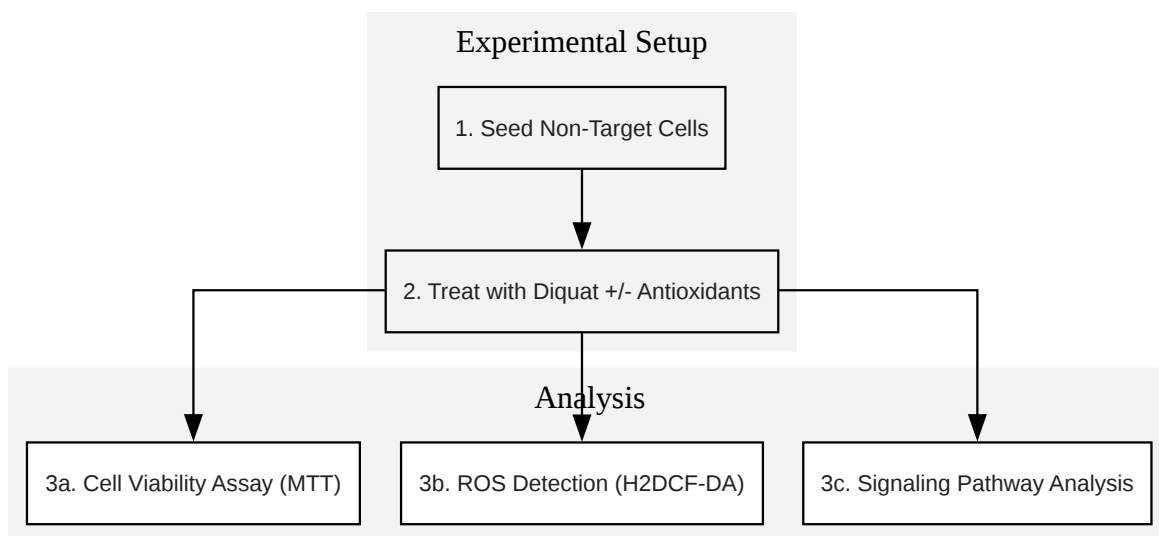 Experimental Setup
1. Seed Non-Target Cells
2. Treat with Diquat +/- Antioxidants
Analysis
3a. Cell Viability Assay (MTT)
3b. ROS Detection (H2DCF-DA)
3c. Signaling Pathway Analysis